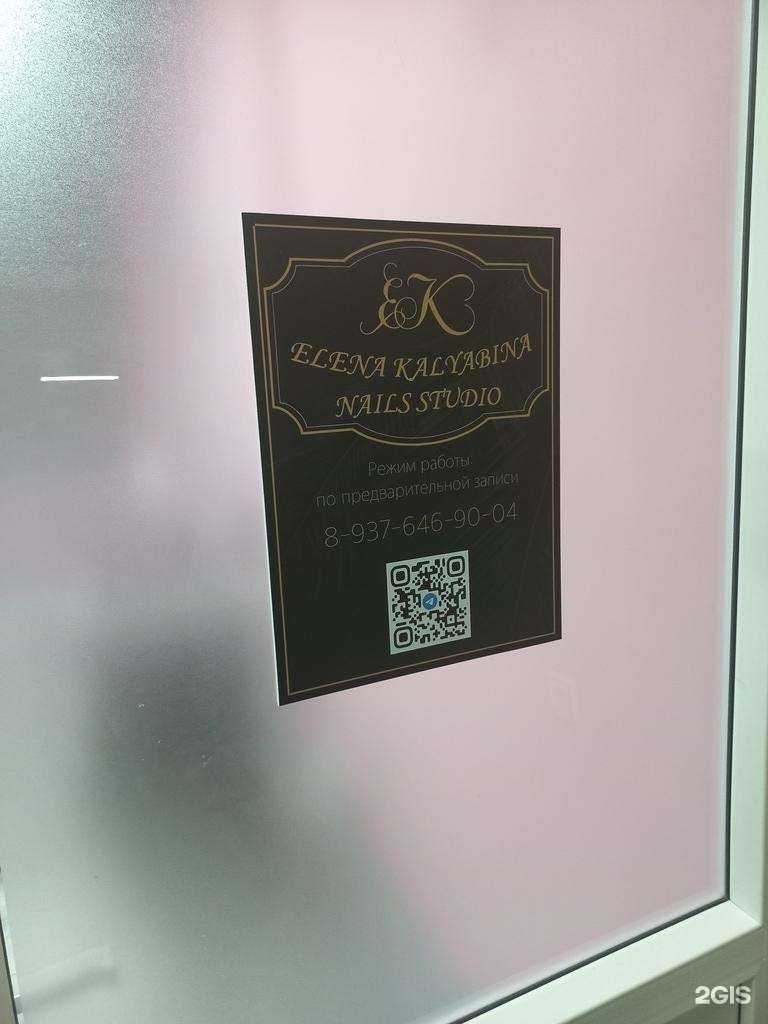 EK
ELENA KALYABINA
NAILS STUDIO
Режим работы
по предварительной записи
8-937-646-90-04
2GIS